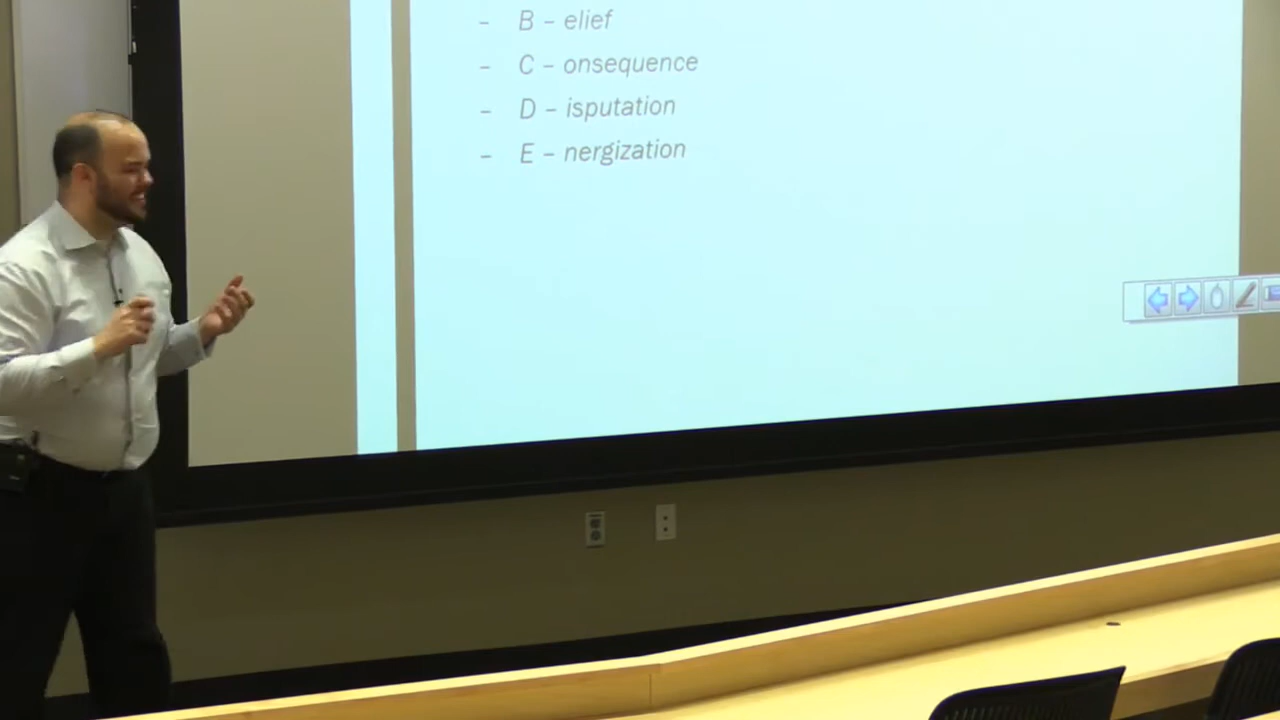 – B – elief
– C – onsequence
– D – isputation
– E – nergization